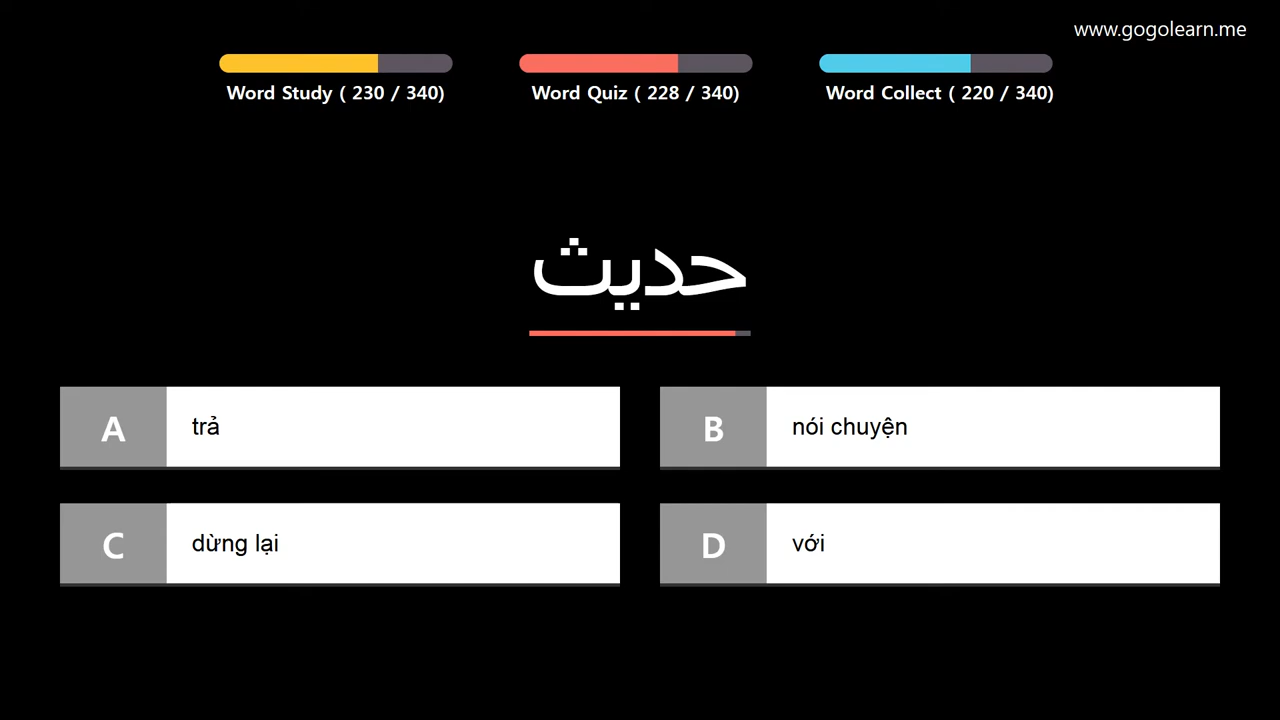 www.gogolearn.me
Word Study ( 230 / 340)
Word Quiz ( 228 / 340)
Word Collect ( 220 / 340)
حديث
A trả
B nói chuyện
C dừng lại
D với